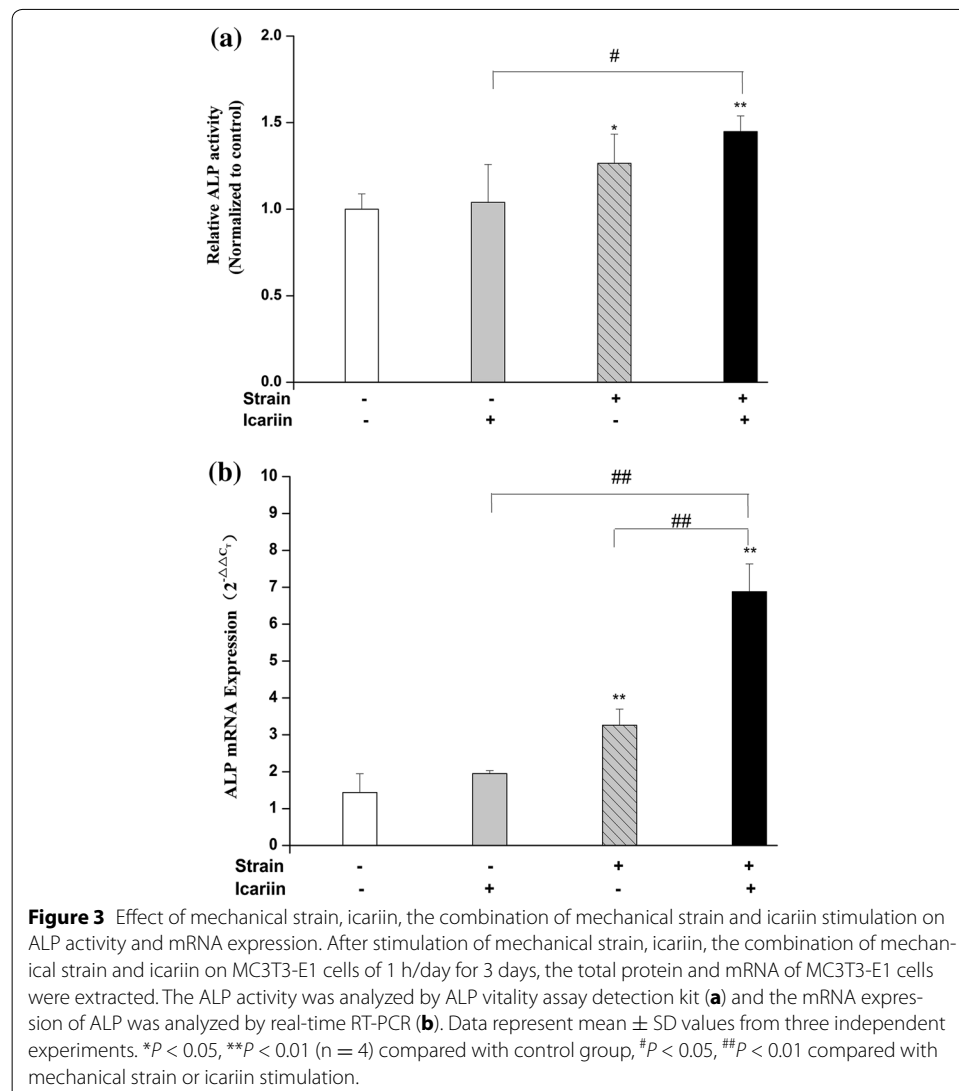 (a)
2.0
#
**
1.5
*
Relative ALP activity
(Normalized to control)
1.0
0.5
0.0
Strain - - + +
Icariin - + - +
(b)
10
##
9
##
8
**
7
ALP mRNA Expression (2^-△△C_T)
6
5
4
**
3
2
1
0
Strain - - + +
Icariin - + - +
Figure 3 Effect of mechanical strain, icariin, the combination of mechanical strain and icariin stimulation on
ALP activity and mRNA expression. After stimulation of mechanical strain, icariin, the combination of mechan-
ical strain and icariin on MC3T3-E1 cells of 1 h/day for 3 days, the total protein and mRNA of MC3T3-E1 cells
were extracted. The ALP activity was analyzed by ALP vitality assay detection kit (a) and the mRNA expres-
sion of ALP was analyzed by real-time RT-PCR (b). Data represent mean ± SD values from three independent
experiments. *P < 0.05, **P < 0.01 (n = 4) compared with control group, #P < 0.05, ##P < 0.01 compared with
mechanical strain or icariin stimulation.